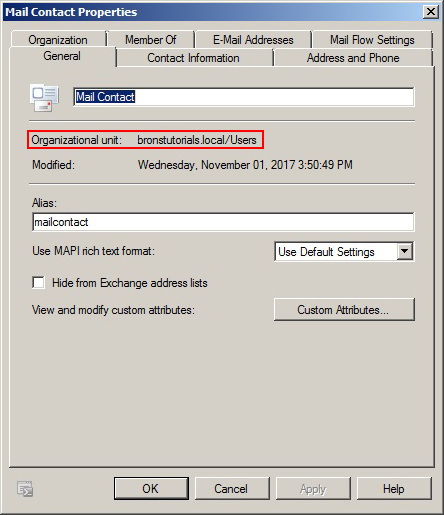 Mail Contact Properties
Organization Member Of E-Mail Addresses Mail Flow Settings
General Contact Information Address and Phone
Mail Contact
Organizational unit: bronstutorials.local/Users
Modified: Wednesday, November 01, 2017 3:50:49 PM
Alias:
mailcontact
Use MAPI rich text format: Use Default Settings
Hide from Exchange address lists
View and modify custom attributes: Custom Attributes...
OK Cancel Apply Help